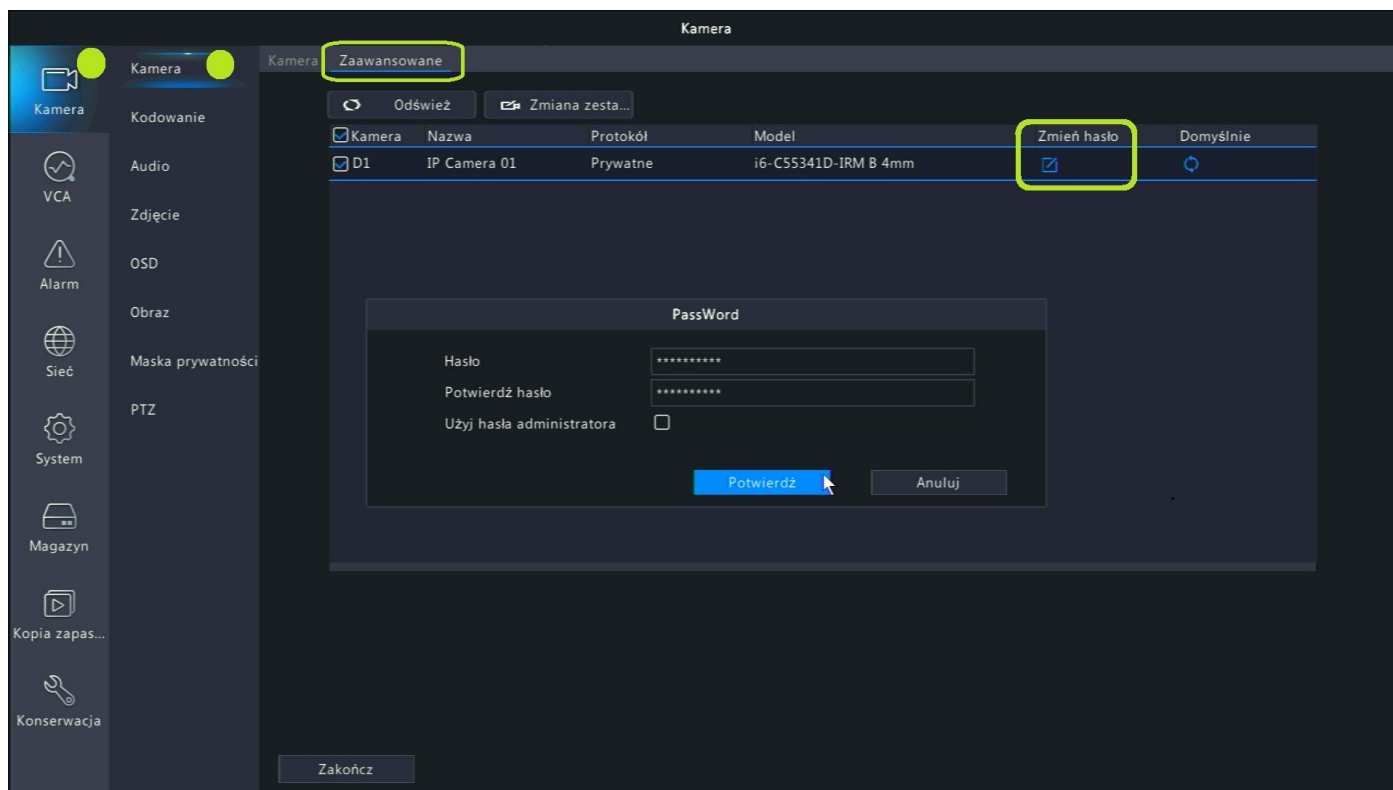 Kamera
Kamera
VCA
Alarm
Sieć
System
Magazyn
Kopia zapas...
Konserwacja
Kamera
Kodowanie
Audio
Zdjęcie
OSD
Obraz
Maska prywatności
PTZ
Kamera Zaawansowane
Odśwież Zmiana zesta...
Kamera Nazwa Protokół Model Zmień hasło Domyślnie
D1 IP Camera 01 Prywatne i6-C55341D-IRM B 4mm
PassWord
Hasło **********
Potwierdź hasło **********
Użyj hasła administratora
Potwierdź Anuluj
Zakończ